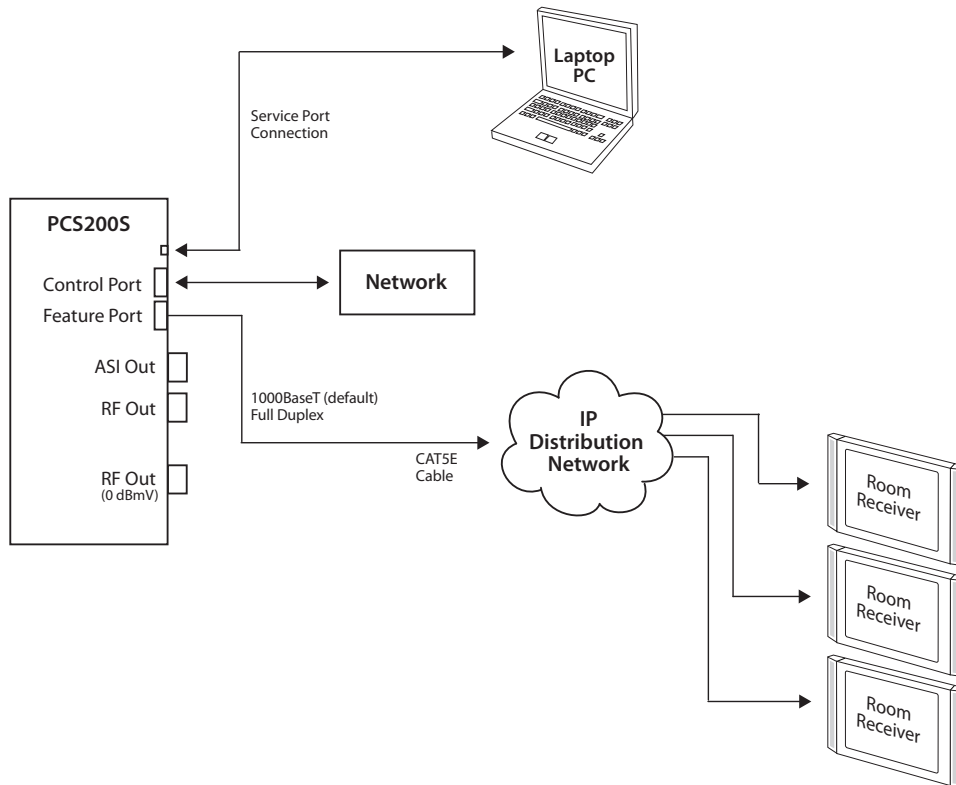 Laptop
PC
Service Port
Connection
PCS200S
Control Port
Network
Feature Port
ASI Out
1000BaseT (default)
Full Duplex
RF Out
CAT5E
Cable
IP
Distribution
Network
RF Out
(0 dBmV)
Room
Receiver
Room
Receiver
Room
Receiver